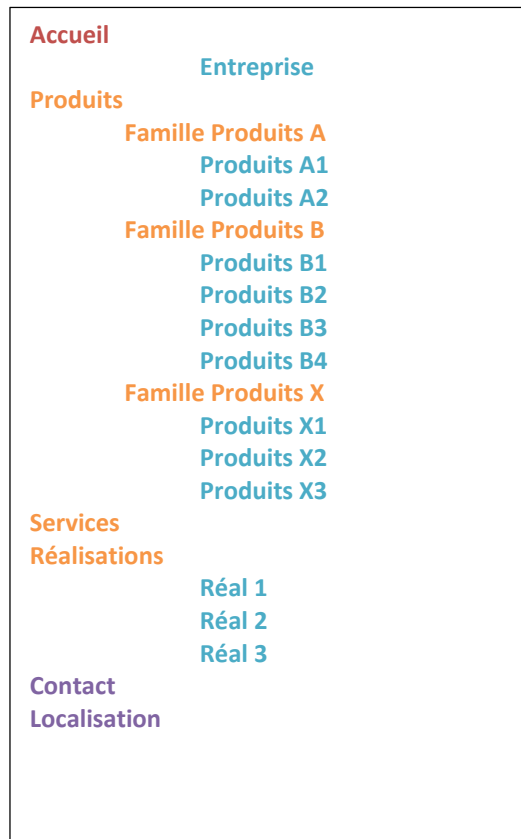 Accueil
Entreprise
Produits
Famille Produits A
Produits A1
Produits A2
Famille Produits B
Produits B1
Produits B2
Produits B3
Produits B4
Famille Produits X
Produits X1
Produits X2
Produits X3
Services
Réalisations
Réal 1
Réal 2
Réal 3
Contact
Localisation